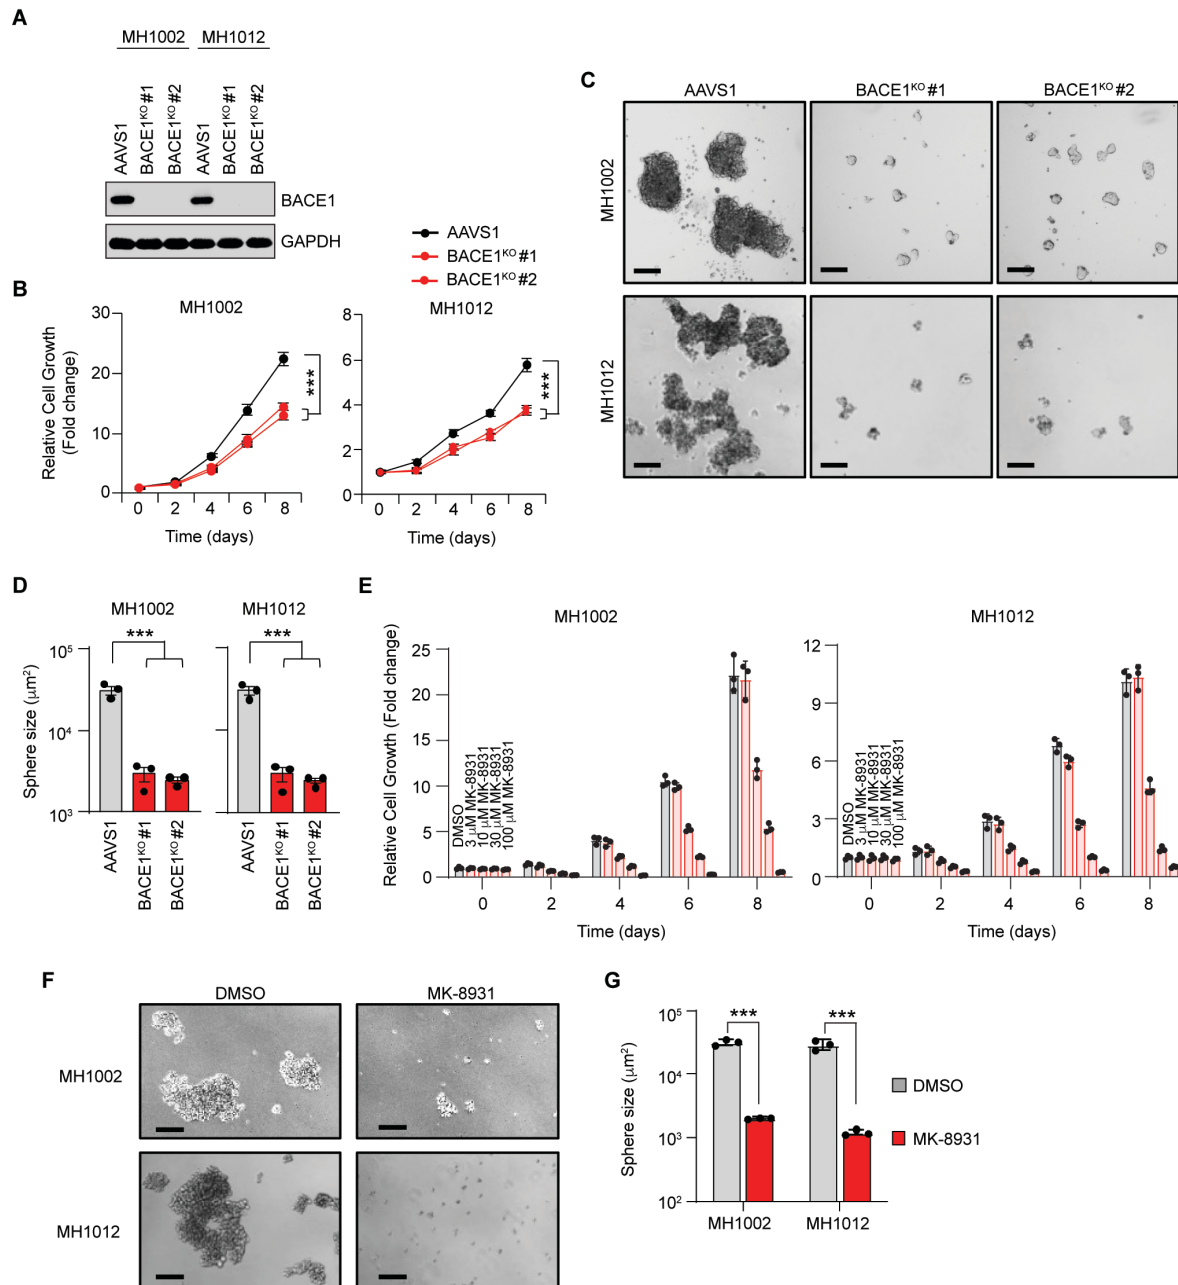 A
MH1002 MH1012
AAVS1
BACE1KO#1
BACE1KO#2
AAVS1
BACE1KO#1
BACE1KO#2
BACE1
GAPDH
AAVS1
BACE1KO#1
BACE1KO#2
B
MH1002
Relative Cell Growth
(Fold change)
30
20
10
0
0 2 4 6 8
Time (days)
***
MH1012
8
6
4
2
0
0 2 4 6 8
Time (days)
***
C
AAVS1 BACE1KO#1 BACE1KO#2
MH1002
MH1012
D
MH1002
MH1012
Sphere size (μm2)
105
104
103
***
***
AAVS1
BACE1KO#1
BACE1KO#2
AAVS1
BACE1KO#1
BACE1KO#2
E
MH1002
Relative Cell Growth (Fold change)
25
20
15
10
5
0
DMSO
3 μM MK-8931
10 μM MK-8931
30 μM MK-8931
100 μM MK-8931
0 2 4 6 8
Time (days)
MH1012
12
9
6
3
0
DMSO
3 μM MK-8931
10 μM MK-8931
30 μM MK-8931
100 μM MK-8931
0 2 4 6 8
Time (days)
F
DMSO MK-8931
MH1002
MH1012
G
Sphere size (μm2)
105
104
103
102
***
***
MH1002 MH1012
DMSO
MK-8931